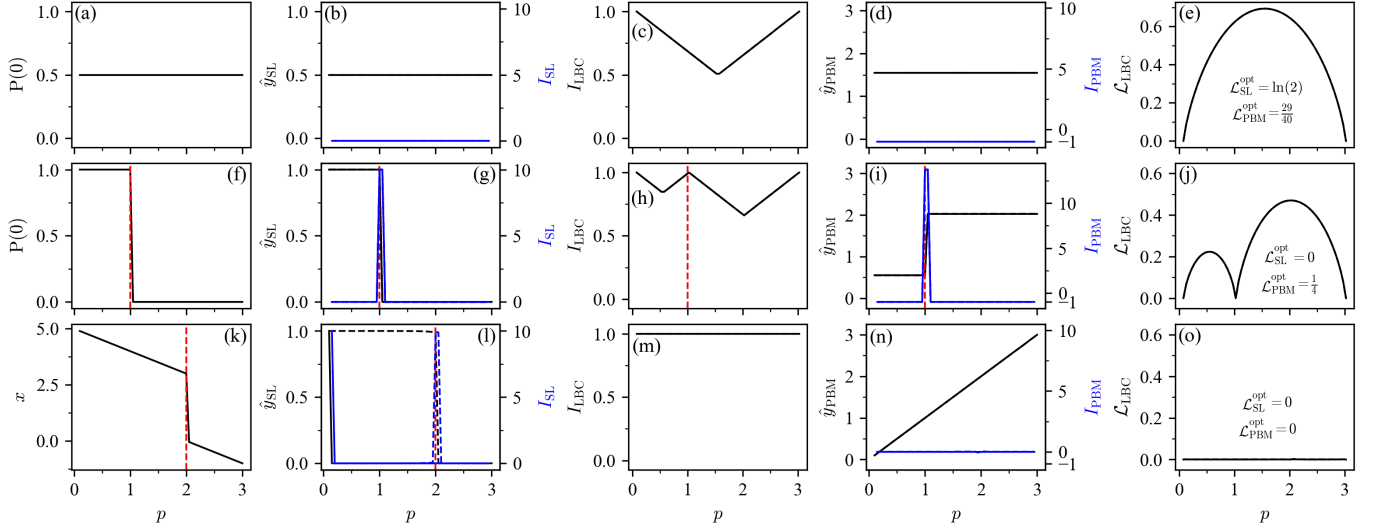 (a)
P(0)
1.0
0.5
0.0
(b)
ŷ_SL
1.0
0.5
0.0
10
5
0
I_SL
(c)
I_LBC
1.0
0.5
0.0
(d)
ŷ_PBM
3
2
1
0
10
5
0
−1
I_PBM
(e)
ℒ_LBC
0.6
0.4
0.2
0.0
ℒ_SL^opt = ln(2)
ℒ_PBM^opt = 29/40
(f)
P(0)
1.0
0.5
0.0
(g)
ŷ_SL
1.0
0.5
0.0
10
5
0
I_SL
(h)
I_LBC
1.0
0.5
0.0
(i)
ŷ_PBM
3
2
1
0
10
5
0
−1
I_PBM
(j)
ℒ_LBC
0.6
0.4
0.2
0.0
ℒ_SL^opt = 0
ℒ_PBM^opt = 1/4
(k)
x
5.0
2.5
0.0
0 1 2 3
p
(l)
ŷ_SL
1.0
0.5
0.0
10
5
0
I_SL
0 1 2 3
p
(m)
I_LBC
1.0
0.5
0.0
0 1 2 3
p
(n)
ŷ_PBM
3
2
1
0
10
5
0
−1
I_PBM
0 1 2 3
p
(o)
ℒ_LBC
0.6
0.4
0.2
0.0
ℒ_SL^opt = 0
ℒ_PBM^opt = 0
0 1 2 3
p